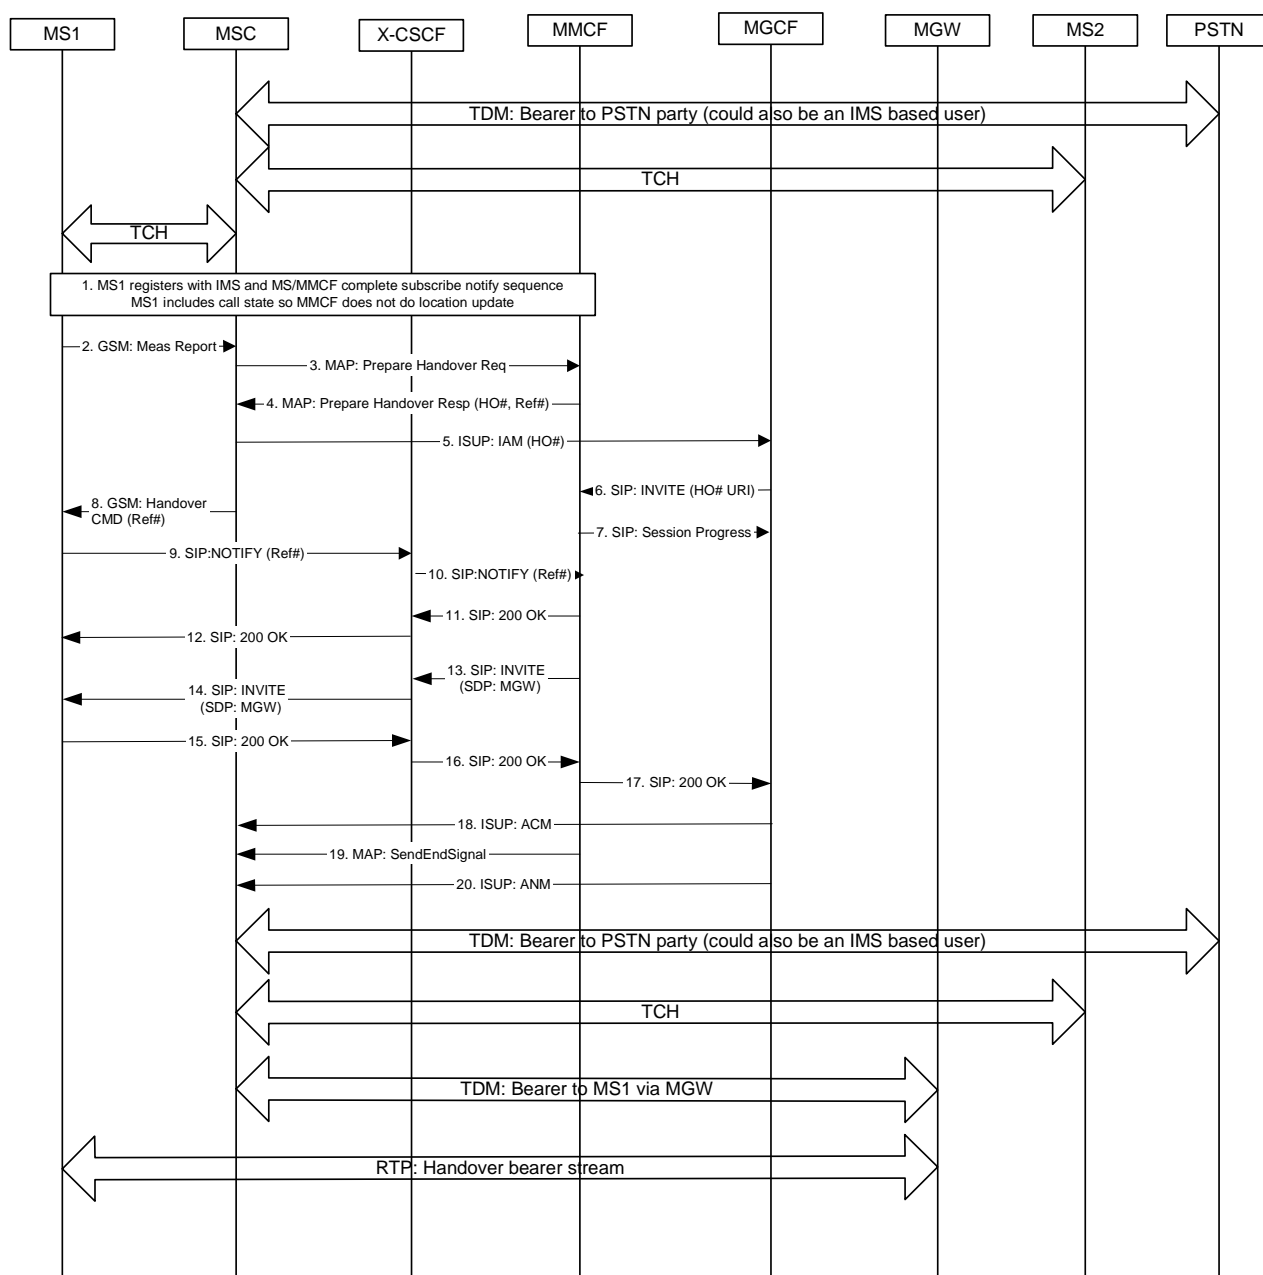 MS1
MSC
X-CSCF
MMCF
MGCF
MGW
MS2
PSTN
TDM: Bearer to PSTN party (could also be an IMS based user)
TCH
TCH
1. MS1 registers with IMS and MS/MMCF complete subscribe notify sequence
MS1 includes call state so MMCF does not do location update
2. GSM: Meas Report
3. MAP: Prepare Handover Req
4. MAP: Prepare Handover Resp (HO#, Ref#)
5. ISUP: IAM (HO#)
6. SIP: INVITE (HO# URI)
8. GSM: Handover
CMD (Ref#)
7. SIP: Session Progress
9. SIP:NOTIFY (Ref#)
10. SIP:NOTIFY (Ref#)
11. SIP: 200 OK
12. SIP: 200 OK
13. SIP: INVITE
(SDP: MGW)
14. SIP: INVITE
(SDP: MGW)
15. SIP: 200 OK
16. SIP: 200 OK
17. SIP: 200 OK
18. ISUP: ACM
19. MAP: SendEndSignal
20. ISUP: ANM
TDM: Bearer to PSTN party (could also be an IMS based user)
TCH
TDM: Bearer to MS1 via MGW
RTP: Handover bearer stream